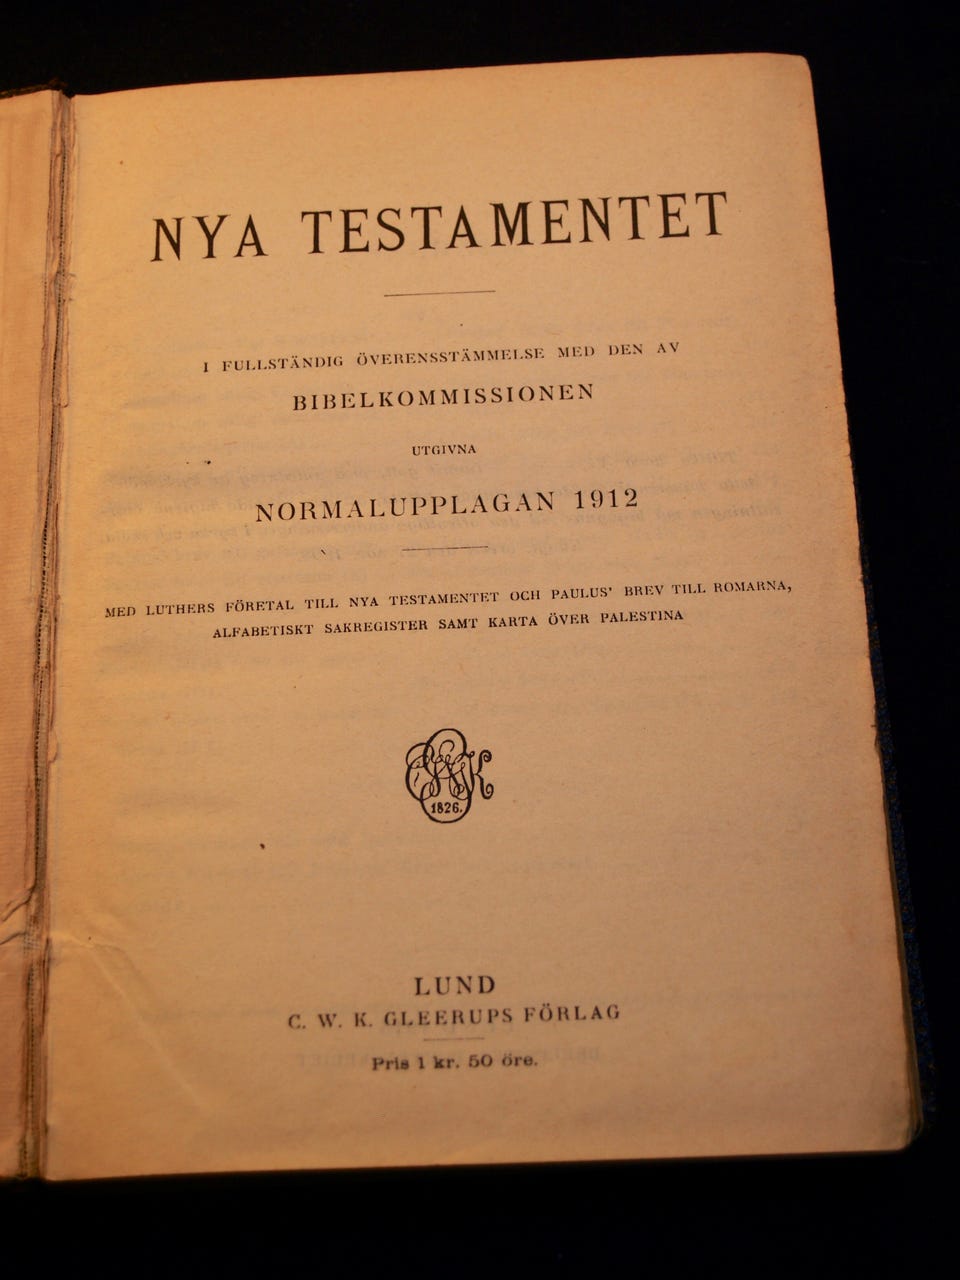 NYA TESTAMENTET
I FULLSTÄNDIG ÖVERENSSTÄMMELSE MED DEN AV
BIBELKOMMISSIONEN
UTGIVNA
NORMALUPPLAGAN 1912
MED LUTHERS FÖRETAL TILL NYA TESTAMENTET OCH PAULUS' BREV TILL ROMARNA,
ALFABETISKT SAKREGISTER SAMT KARTA ÖVER PALESTINA
CWK
1826.
LUND
C. W. K. GLEERUPS FÖRLAG
Pris 1 kr. 50 öre.